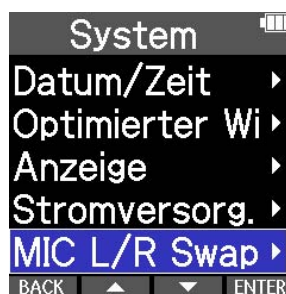 System
Datum/Zeit
Optimierter Wi
Anzeige
Stromversorg.
MIC L/R Swap
BACK ENTER